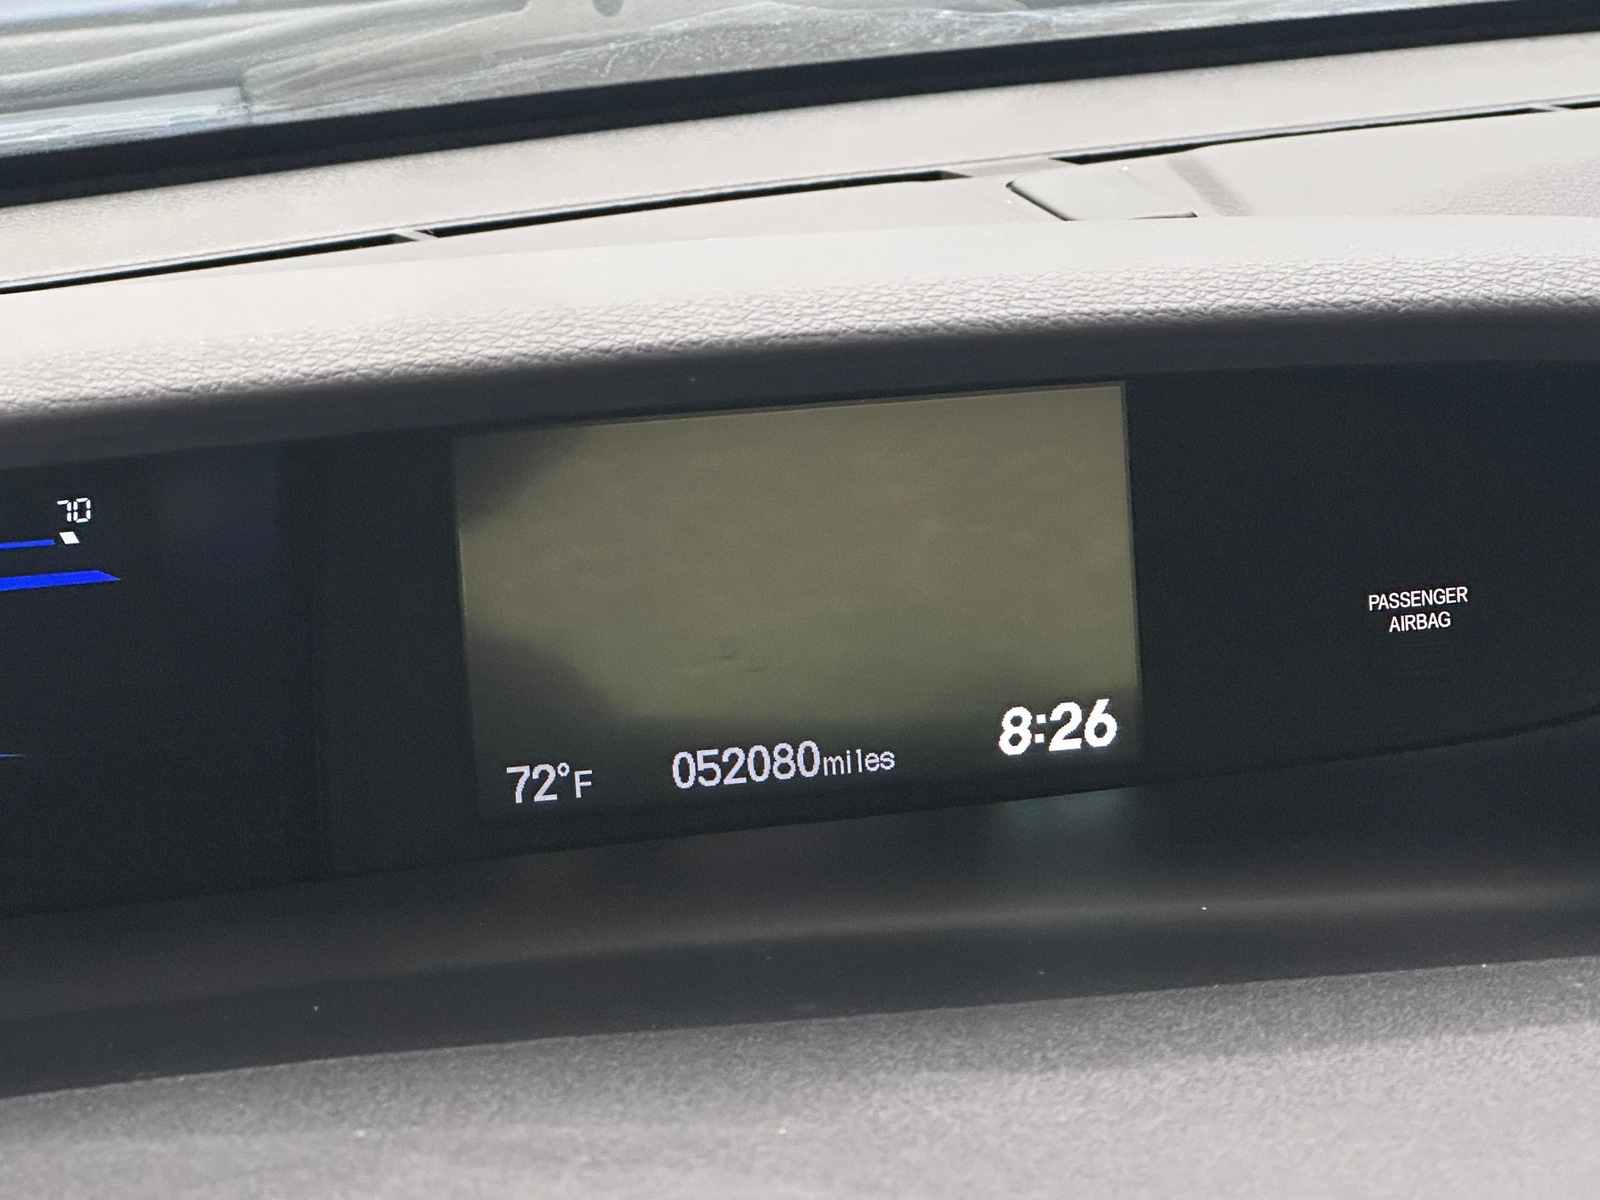 70
PASSENGER
AIRBAG
72°F 052080miles 8:26